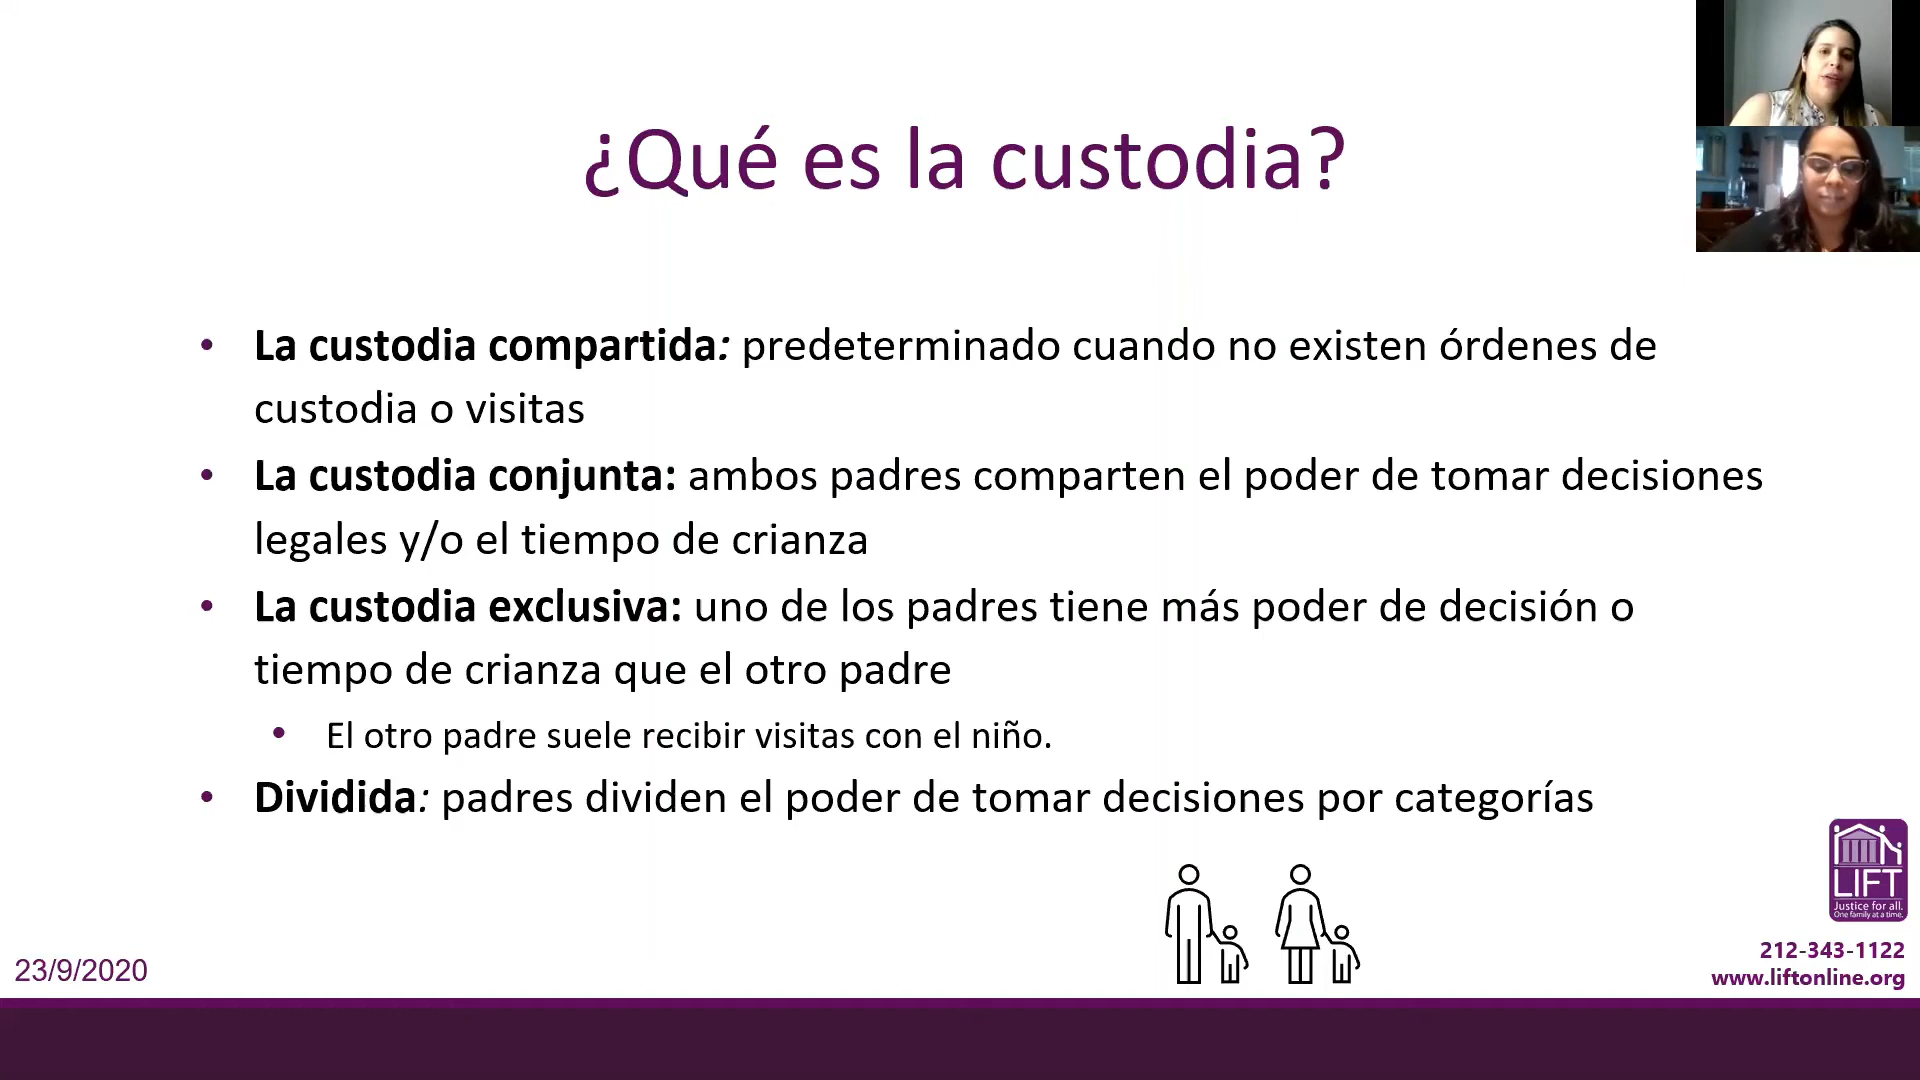 ¿Qué es la custodia?
• La custodia compartida: predeterminado cuando no existen órdenes de
custodia o visitas
• La custodia conjunta: ambos padres comparten el poder de tomar decisiones
legales y/o el tiempo de crianza
• La custodia exclusiva: uno de los padres tiene más poder de decisión o
tiempo de crianza que el otro padre
• El otro padre suele recibir visitas con el niño.
• Dividida: padres dividen el poder de tomar decisiones por categorías
LIFT
Justice for all.
One family at a time.
212-343-1122
www.liftonline.org
23/9/2020